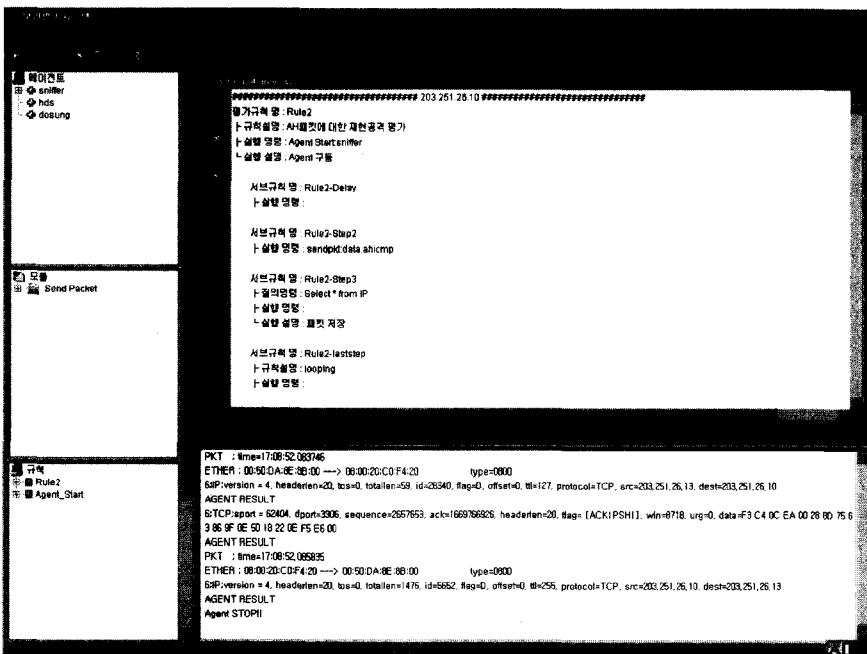 에이전트
sniffer
hds
dosung
모듈
Send Packet
규칙
Rule2
Agent_Start
################################## 203.251.26.10 ##############################
평가규칙 명 : Rule2
├ 규칙설명 : AH패킷에 대한 재현공격 평가
├ 실행 명령 : Agent Start:sniffer
└ 실행 설명 : Agent 구동
서브규칙 명 : Rule2-Delay
├ 실행 명령 :
서브규칙 명 : Rule2-Step2
├ 실행 명령 : sendpkt:data.ahicmp
서브규칙 명 : Rule2-Step3
├ 질의명령 : Select * from IP
├ 실행 명령 :
└ 실행 설명 : 패킷 저장
서브규칙 명 : Rule2-laststep
├ 규칙설명 : looping
├ 실행 명령 :
PKT : time=17:08:52.083746
ETHER : 00:50:DA:8E:8B:00 ---> 08:00:20:C0:F4:20 type=0800
6:IP:version = 4, headerlen=20, tos=0, totallen=59, id=28340, flag=D, offset=0, ttl=127, protocol=TCP, src=203,251,26,13, dest=203,251,26,10
AGENT RESULT
6:TCP:sport = 62404, dport=3306, sequence=2657653, ack=1669766926, headerlen=20, flag= [ACK|PSH|], win=8718, urg=0, data=F3 C4 0C EA 00 28 8D 75 6
3 86 9F 0E 50 18 22 0E F5 E6 00
AGENT RESULT
PKT : time=17:08:52.085835
ETHER : 08:00:20:C0:F4:20 ---> 00:50:DA:8E:8B:00 type=0800
6:IP:version = 4, headerlen=20, tos=0, totallen=1476, id=5652, flag=D, offset=0, ttl=255, protocol=TCP, src=203,251,26,10, dest=203,251,26,13
AGENT RESULT
Agent STOP!!